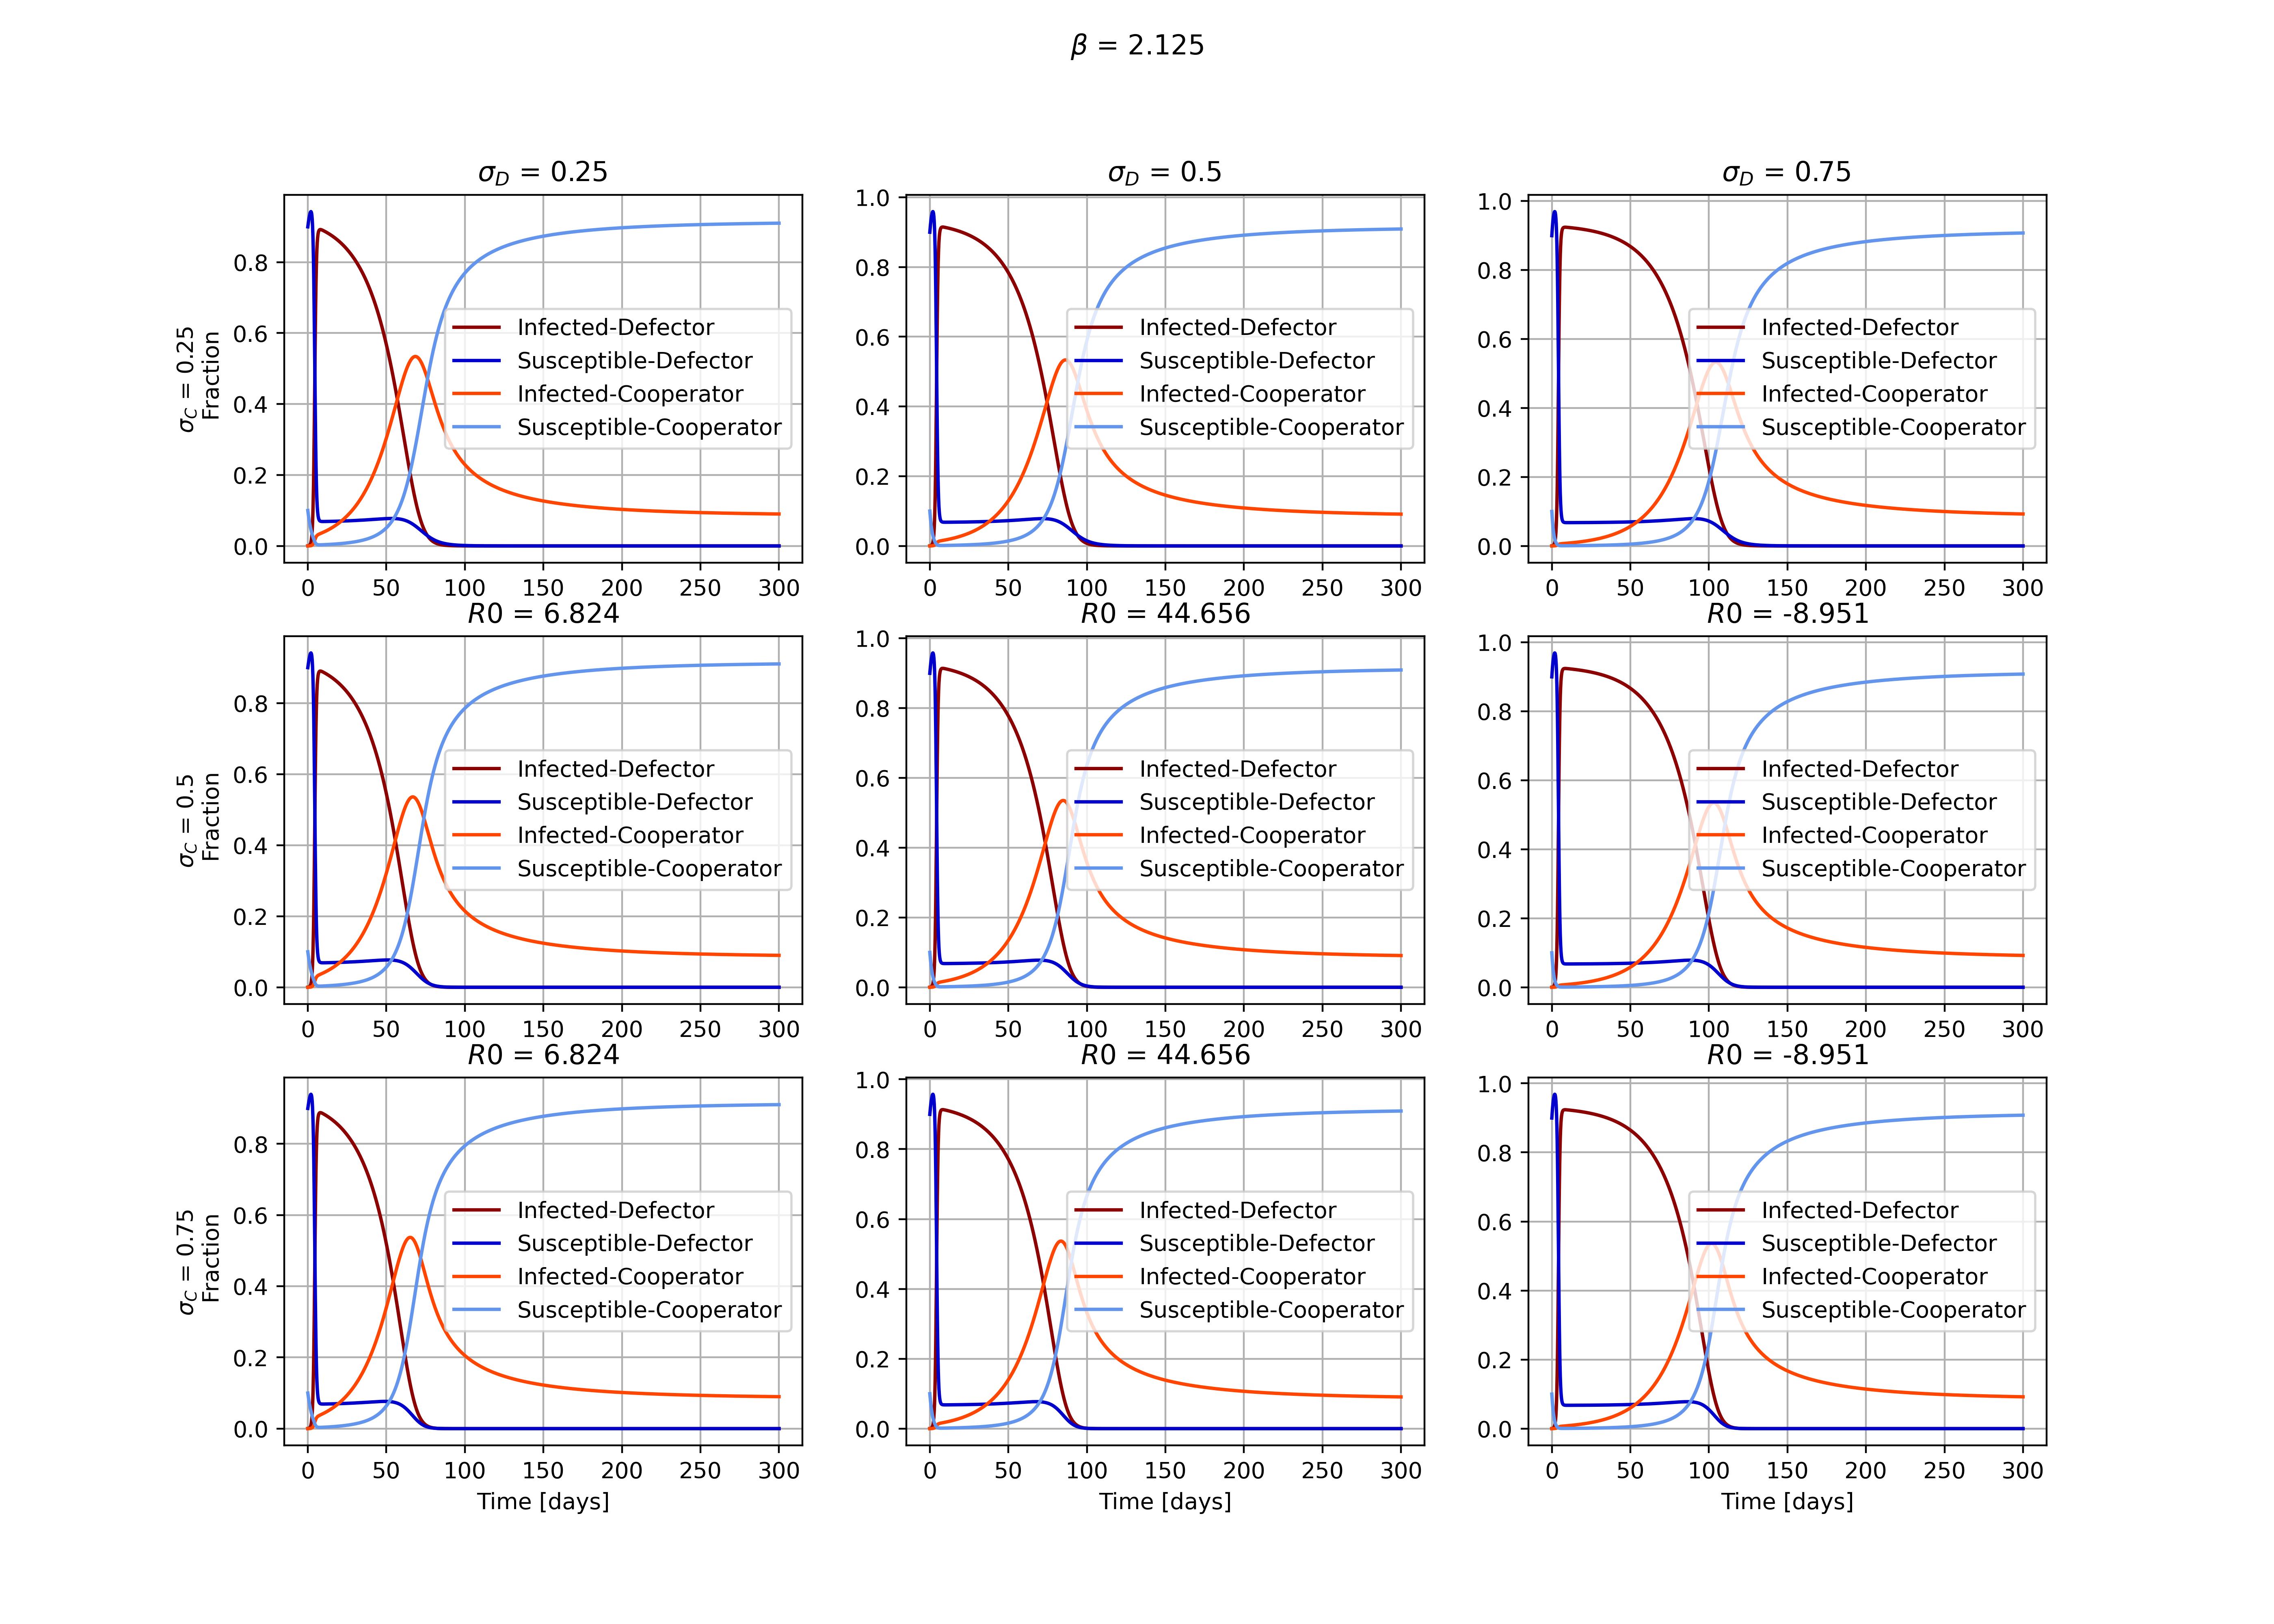 β = 2.125
σ_D = 0.25
σ_D = 0.5
σ_D = 0.75
σ_C = 0.25
Fraction
0.8
0.6
0.4
0.2
0.0
Infected-Defector
Susceptible-Defector
Infected-Cooperator
Susceptible-Cooperator
0 50 100 150 200 250 300
1.0
0.8
0.6
0.4
0.2
0.0
Infected-Defector
Susceptible-Defector
Infected-Cooperator
Susceptible-Cooperator
0 50 100 150 200 250 300
1.0
0.8
0.6
0.4
0.2
0.0
Infected-Defector
Susceptible-Defector
Infected-Cooperator
Susceptible-Cooperator
0 50 100 150 200 250 300
R0 = 6.824
R0 = 44.656
R0 = -8.951
σ_C = 0.5
Fraction
0.8
0.6
0.4
0.2
0.0
Infected-Defector
Susceptible-Defector
Infected-Cooperator
Susceptible-Cooperator
0 50 100 150 200 250 300
1.0
0.8
0.6
0.4
0.2
0.0
Infected-Defector
Susceptible-Defector
Infected-Cooperator
Susceptible-Cooperator
0 50 100 150 200 250 300
1.0
0.8
0.6
0.4
0.2
0.0
Infected-Defector
Susceptible-Defector
Infected-Cooperator
Susceptible-Cooperator
0 50 100 150 200 250 300
R0 = 6.824
R0 = 44.656
R0 = -8.951
σ_C = 0.75
Fraction
0.8
0.6
0.4
0.2
0.0
Infected-Defector
Susceptible-Defector
Infected-Cooperator
Susceptible-Cooperator
0 50 100 150 200 250 300
Time [days]
1.0
0.8
0.6
0.4
0.2
0.0
Infected-Defector
Susceptible-Defector
Infected-Cooperator
Susceptible-Cooperator
0 50 100 150 200 250 300
Time [days]
1.0
0.8
0.6
0.4
0.2
0.0
Infected-Defector
Susceptible-Defector
Infected-Cooperator
Susceptible-Cooperator
0 50 100 150 200 250 300
Time [days]